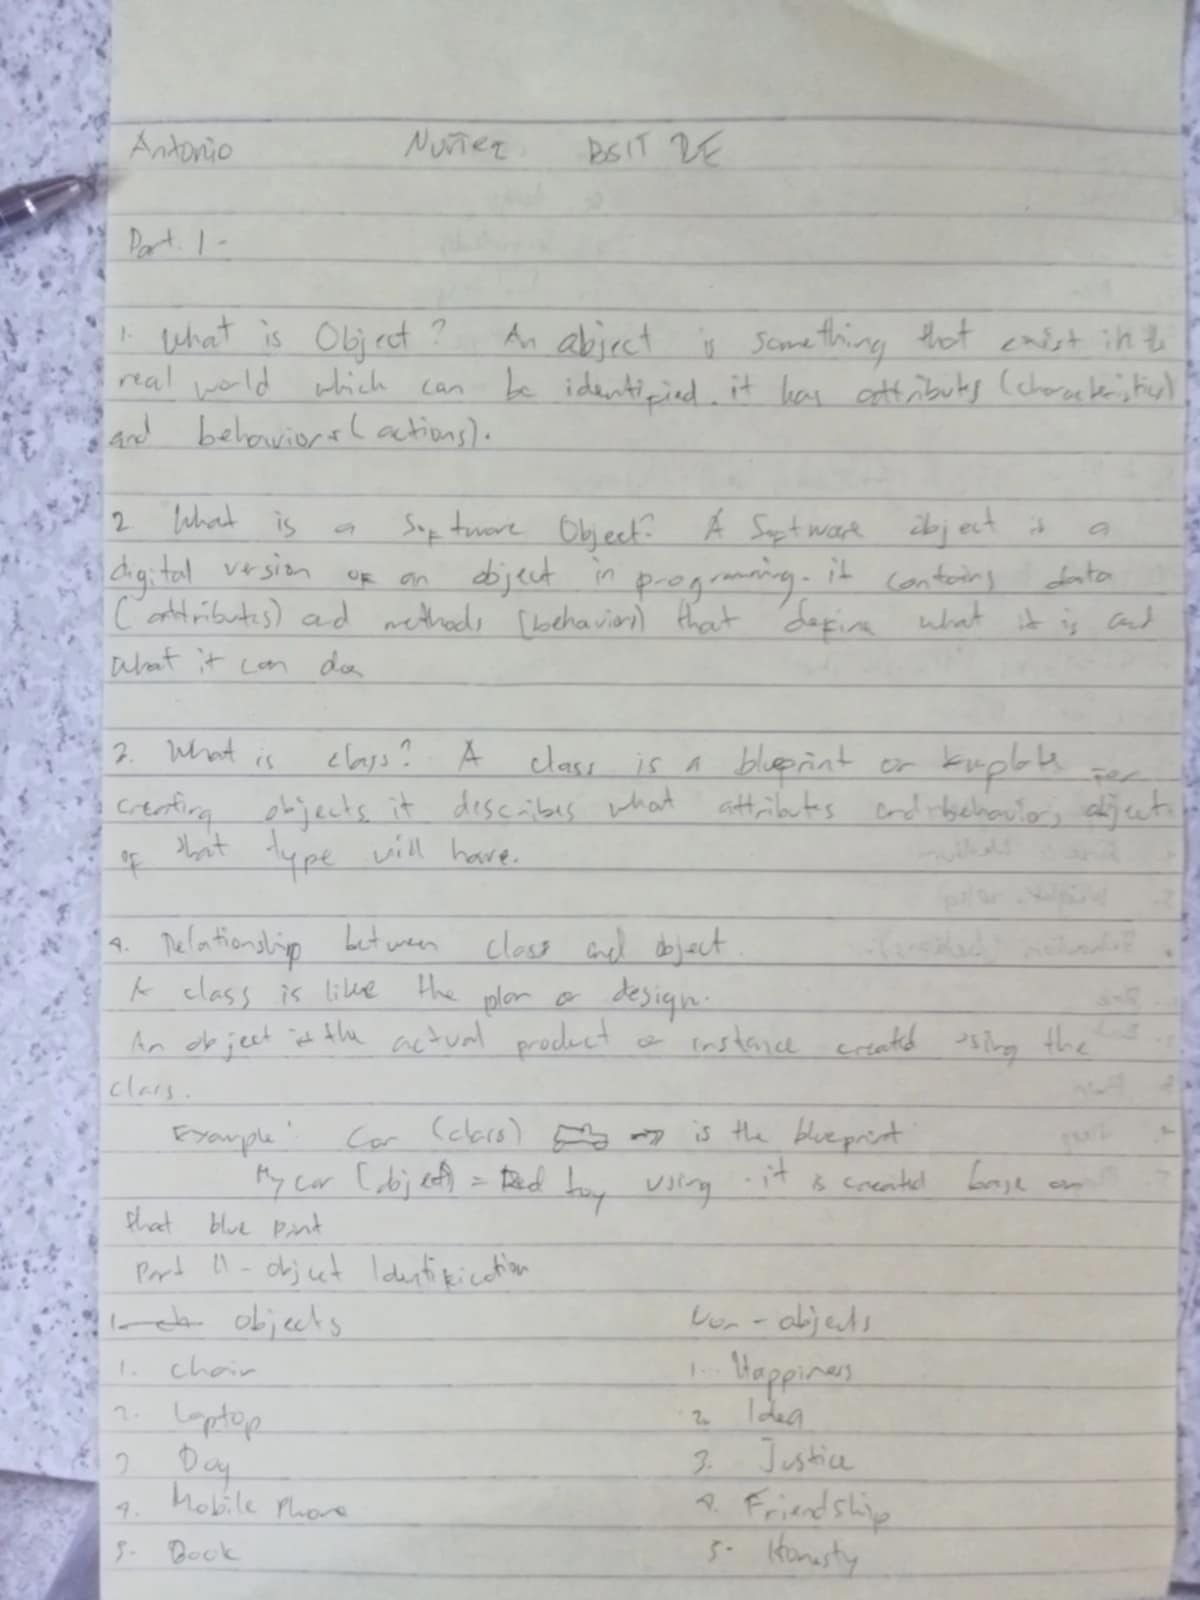 Antonio Nuñez BSIT 2E
Part 1 -
1. What is Object? An abject is something that exist in
real world which can be identified. it has attributs (characteristics)
and behaviors (actions).
2 What is a Software Object? A Software object is a
digital version of an object in programming. it contains data
(attributes) and methods (behaviors) that define what it is and
what it can do
3. What is class? A class is a blueprint or template for
creating objects. it describes what attributes and behaviors object
of that type will have.
4. Relationship between class and object.
A class is like the plan or design.
An object is the actual product or instance created using the
class.
Example: Car (class) → is the blueprint
My car (object) = Red using it is created base on
that blue print
Part II - object Identification
objects Non - objects
1. chair 1. Happiness
2. Laptop 2. Idea
3 3. Justice
4. Mobile Phone 4. Friendship
5. Book 5. Honesty